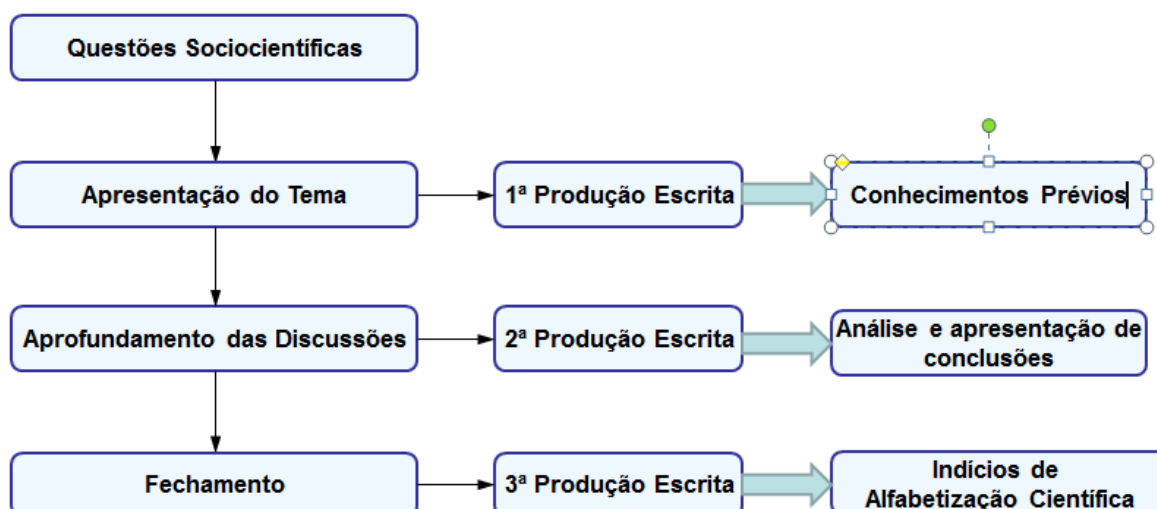 Questões Sociocientíficas
Apresentação do Tema
1ª Produção Escrita
Conhecimentos Prévios
Aprofundamento das Discussões
2ª Produção Escrita
Análise e apresentação de
conclusões
Fechamento
3ª Produção Escrita
Indícios de
Alfabetização Científica